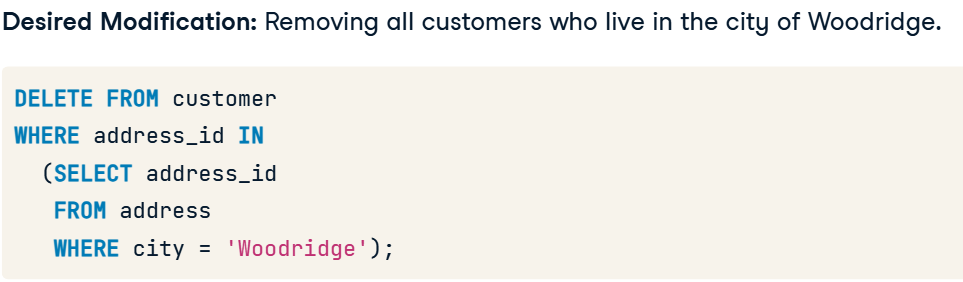 Desired Modification: Removing all customers who live in the city of Woodridge.
DELETE FROM customer
WHERE address_id IN
(SELECT address_id
FROM address
WHERE city = 'Woodridge');